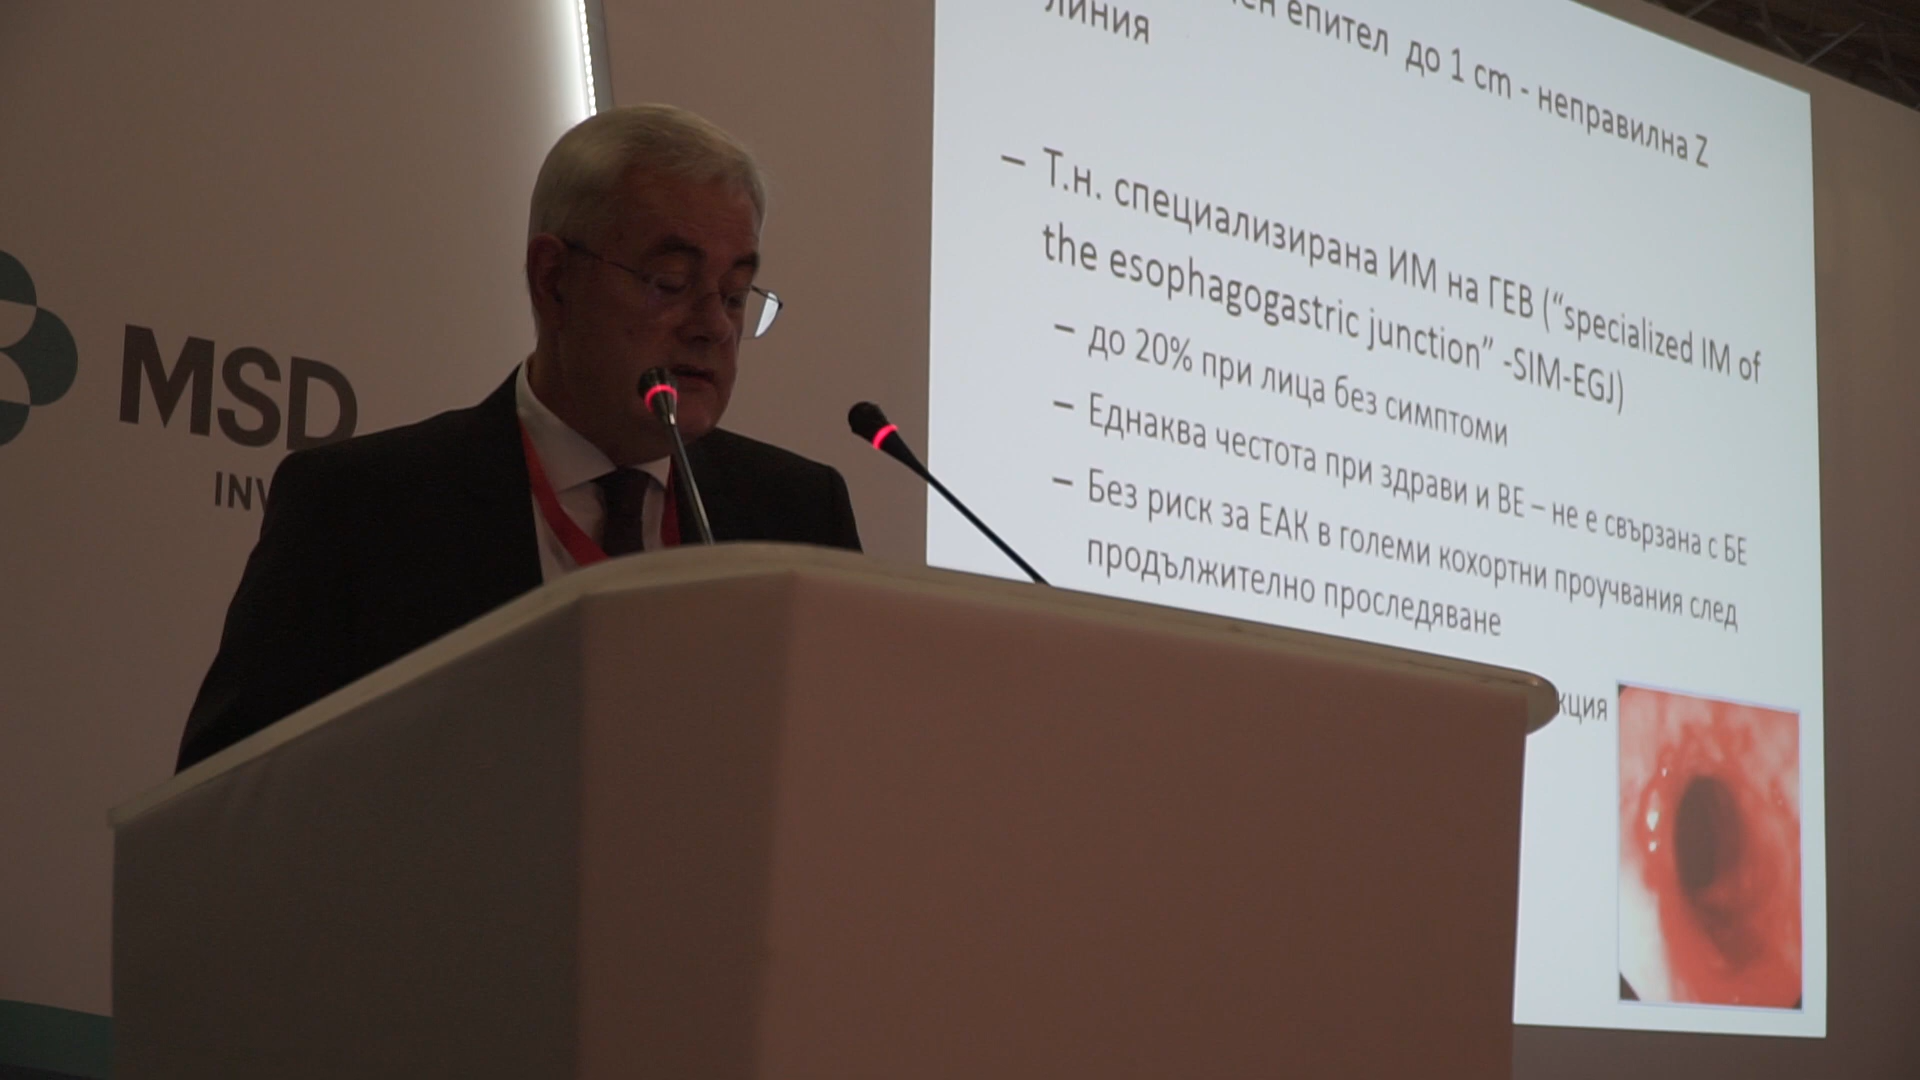 MSD
епител до 1 cm - неправилна Z
линия
– Т.н. специализирана ИМ на ГЕВ (“specialized IM of
the esophagogastric junction” -SIM-EGJ)
– до 20% при лица без симптоми
– Еднаква честота при здрави и ВЕ – не е свързана с БЕ
– Без риск за ЕАК в големи кохортни проучвания след
продължително проследяване